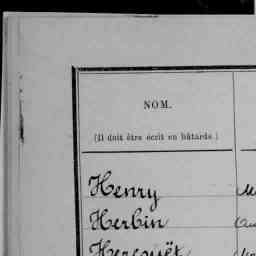 NOM.
(Il doit être écrit en bâtarde.)
Henry
Herbin